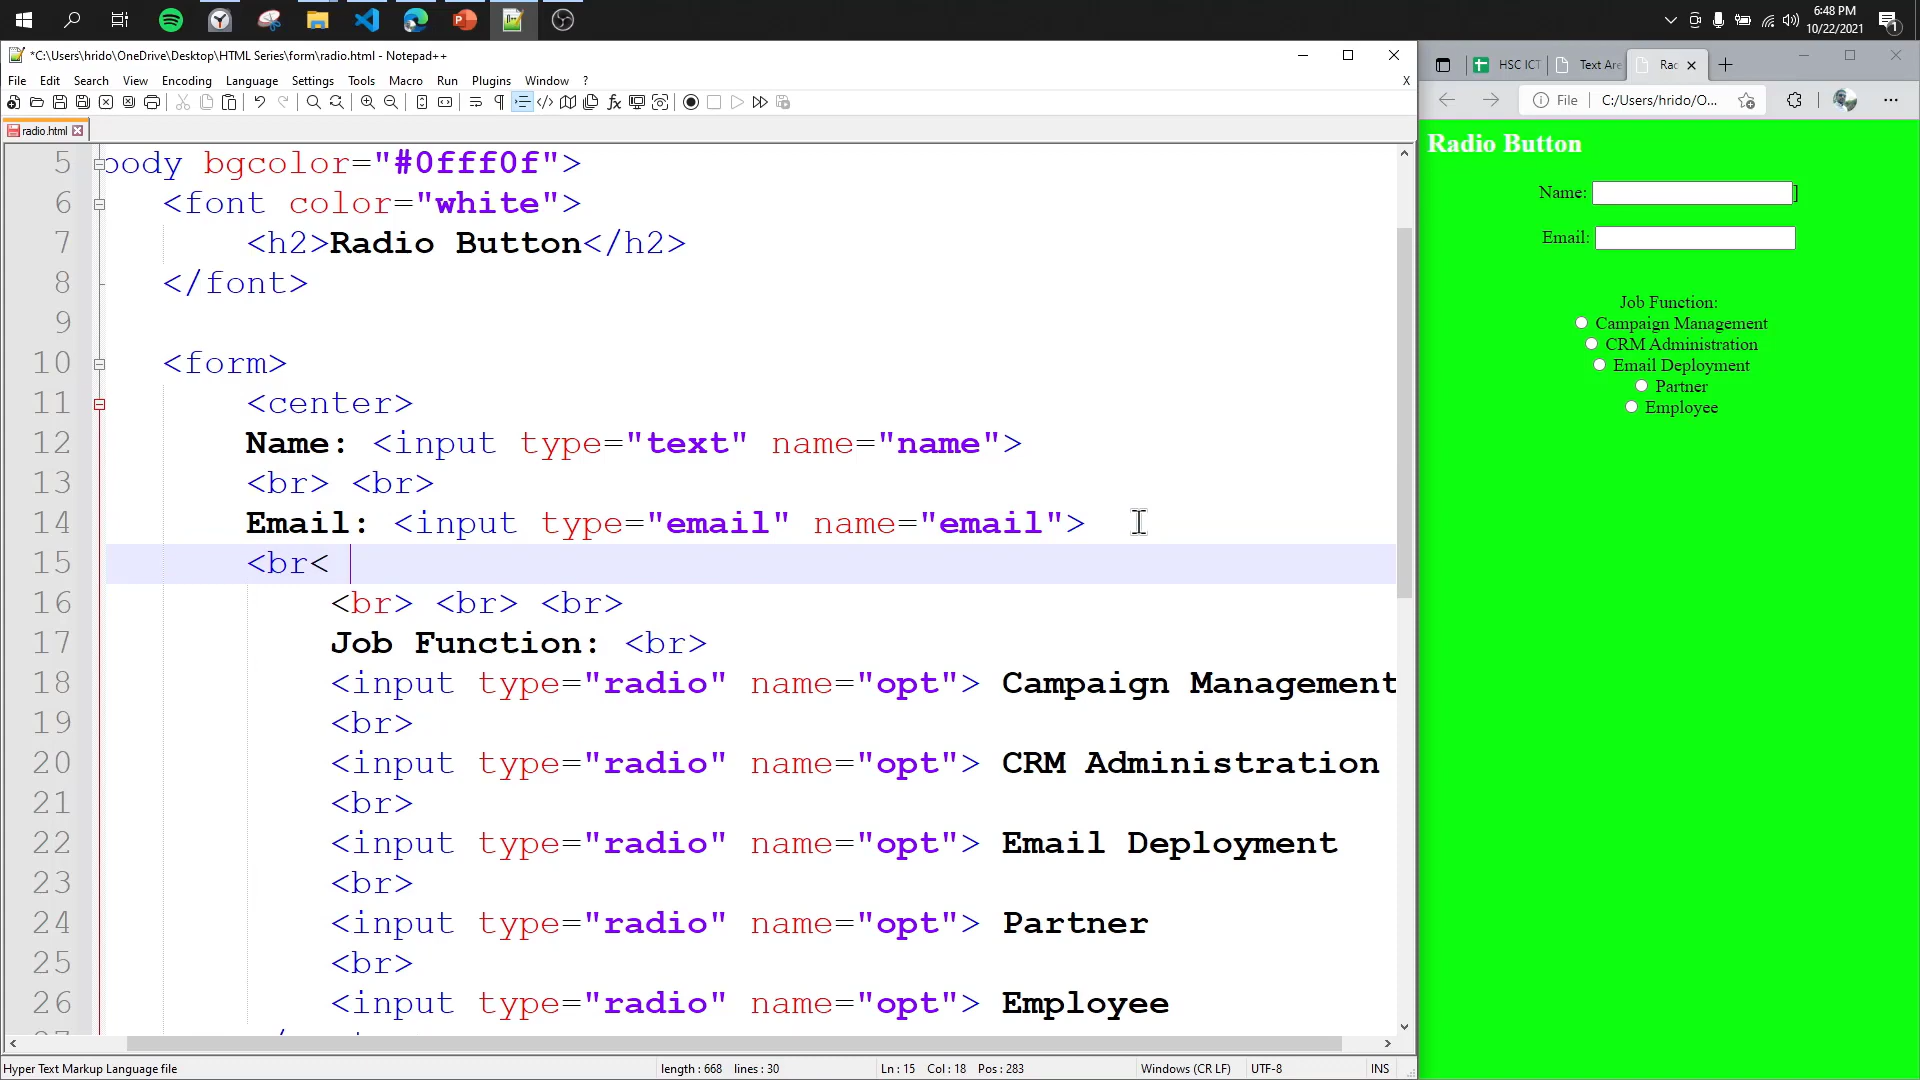 6:48 PM
10/22/2021
1
*C:\Users\hrido\OneDrive\Desktop\HTML Series\form\radio.html - Notepad++
File Edit Search View Encoding Language Settings Tools Macro Run Plugins Window ? X
radio.html
5 body bgcolor="#0fff0f">
6 <font color="white">
7 <h2>Radio Button</h2>
8 </font>
9
10 <form>
11 <center>
12 Name: <input type="text" name="name">
13 <br> <br>
14 Email: <input type="email" name="email">
15 <br<
16 <br> <br> <br>
17 Job Function: <br>
18 <input type="radio" name="opt"> Campaign Management
19 <br>
20 <input type="radio" name="opt"> CRM Administration
21 <br>
22 <input type="radio" name="opt"> Email Deployment
23 <br>
24 <input type="radio" name="opt"> Partner
25 <br>
26 <input type="radio" name="opt"> Employee
Hyper Text Markup Language file length : 668 lines : 30 Ln : 15 Col : 18 Pos : 283 Windows (CR LF) UTF-8 INS
HSC ICT Text Are Rac
File C:/Users/hrido/O...
Radio Button
Name: ]
Email:
Job Function:
Campaign Management
CRM Administration
Email Deployment
Partner
Employee